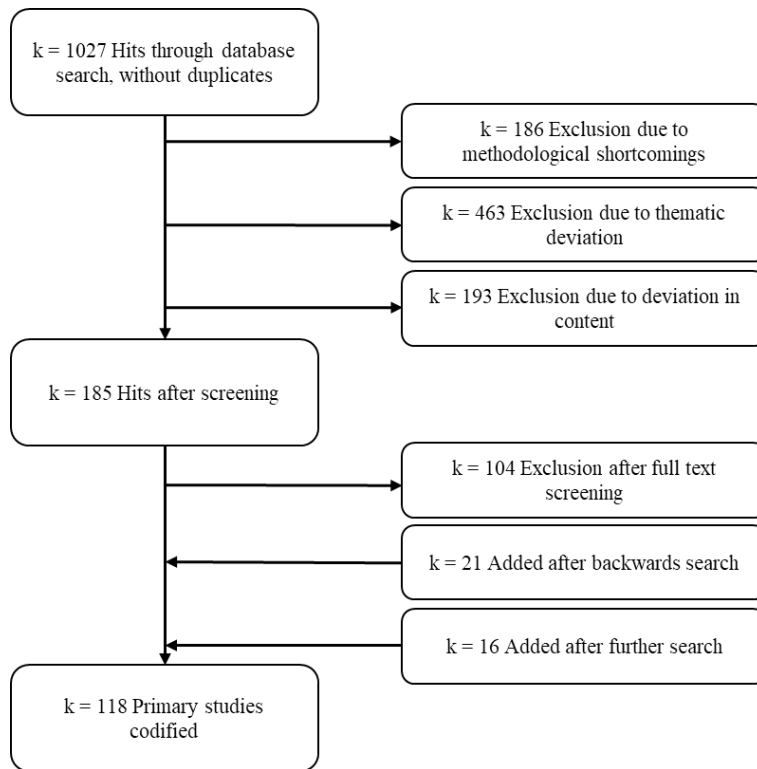 k = 1027 Hits through database
search, without duplicates
k = 186 Exclusion due to
methodological shortcomings
k = 463 Exclusion due to thematic
deviation
k = 193 Exclusion due to deviation in
content
k = 185 Hits after screening
k = 104 Exclusion after full text
screening
k = 21 Added after backwards search
k = 16 Added after further search
k = 118 Primary studies
codified